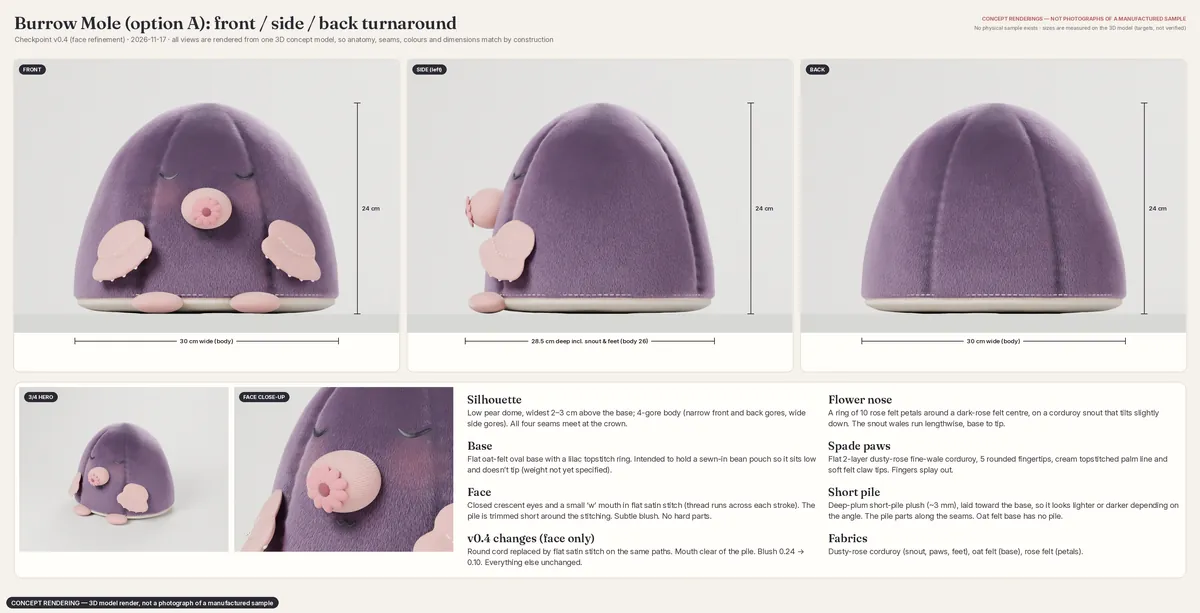 Burrow Mole (option A): front / side / back turnaround
Checkpoint v0.4 (face refinement) · 2026-11-17 · all views are rendered from one 3D concept model, so anatomy, seams, colours and dimensions match by construction
CONCEPT RENDERINGS — NOT PHOTOGRAPHS OF A MANUFACTURED SAMPLE
No physical sample exists · sizes are measured on the 3D model (targets, not verified)
FRONT
24 cm
30 cm wide (body)
SIDE (left)
24 cm
28.5 cm deep incl. snout & feet (body 26)
BACK
24 cm
30 cm wide (body)
3/4 HERO
FACE CLOSE-UP
Silhouette
Low pear dome, widest 2–3 cm above the base; 4-gore body (narrow front and back gores, wide
side gores). All four seams meet at the crown.
Base
Flat oat-felt oval base with a lilac topstitch ring. Intended to hold a sewn-in bean pouch so it sits low
and doesn't tip (weight not yet specified).
Face
Closed crescent eyes and a small 'w' mouth in flat satin stitch (thread runs across each stroke). The
pile is trimmed short around the stitching. Subtle blush. No hard parts.
v0.4 changes (face only)
Round cord replaced by flat satin stitch on the same paths. Mouth clear of the pile. Blush 0.24 →
0.10. Everything else unchanged.
Flower nose
A ring of 10 rose felt petals around a dark-rose felt centre, on a corduroy snout that tilts slightly
down. The snout wales run lengthwise, base to tip.
Spade paws
Flat 2-layer dusty-rose fine-wale corduroy, 5 rounded fingertips, cream topstitched palm line and
soft felt claw tips. Fingers splay out.
Short pile
Deep-plum short-pile plush (~3 mm), laid toward the base, so it looks lighter or darker depending on
the angle. The pile parts along the seams. Oat felt base has no pile.
Fabrics
Dusty-rose corduroy (snout, paws, feet), oat felt (base), rose felt (petals).
CONCEPT RENDERING — 3D model render, not a photograph of a manufactured sample